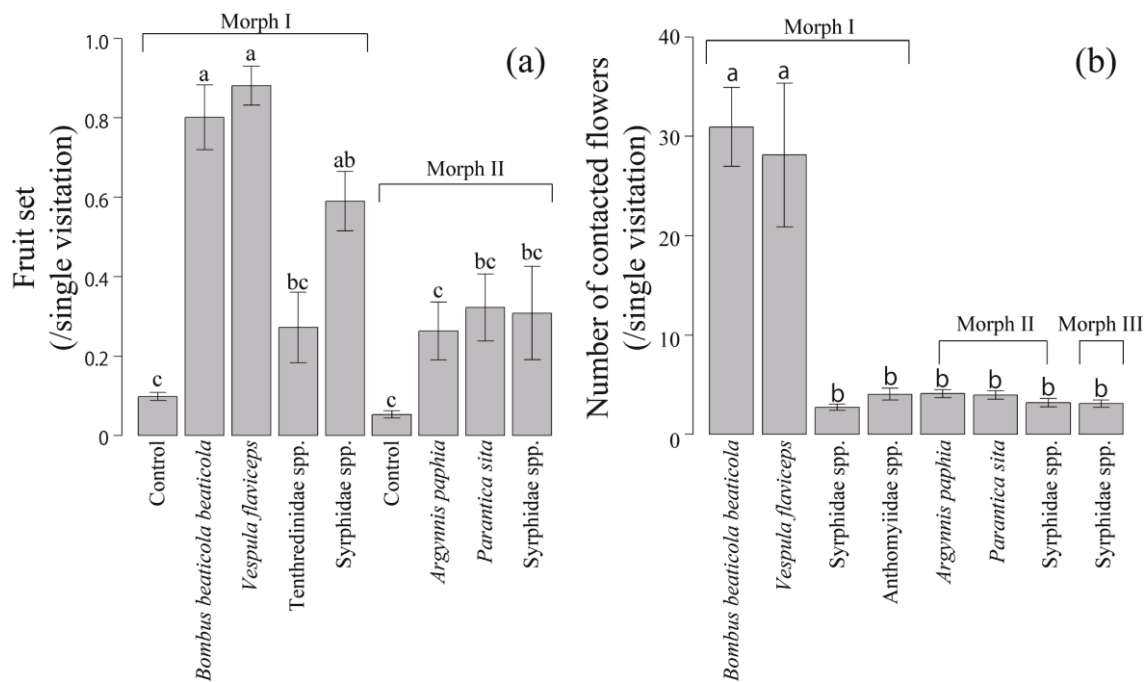 Morph I
(a)
1.0
0.8
0.6
0.4
0.2
0
Fruit set
(/single visitation)
a
a
ab
Morph II
bc
c
c
c
bc
bc
Control
Bombus beaticola beaticola
Vespula flaviceps
Tenthredinidae spp.
Syrphidae spp.
Control
Argynnis paphia
Parantica sita
Syrphidae spp.
Morph I
(b)
40
30
20
10
0
Number of contacted flowers
(/single visitation)
a
a
Morph II
Morph III
b
b
b
b
b
b
Bombus beaticola beaticola
Vespula flaviceps
Syrphidae spp.
Anthomyiidae spp.
Argynnis paphia
Parantica sita
Syrphidae spp.
Syrphidae spp.